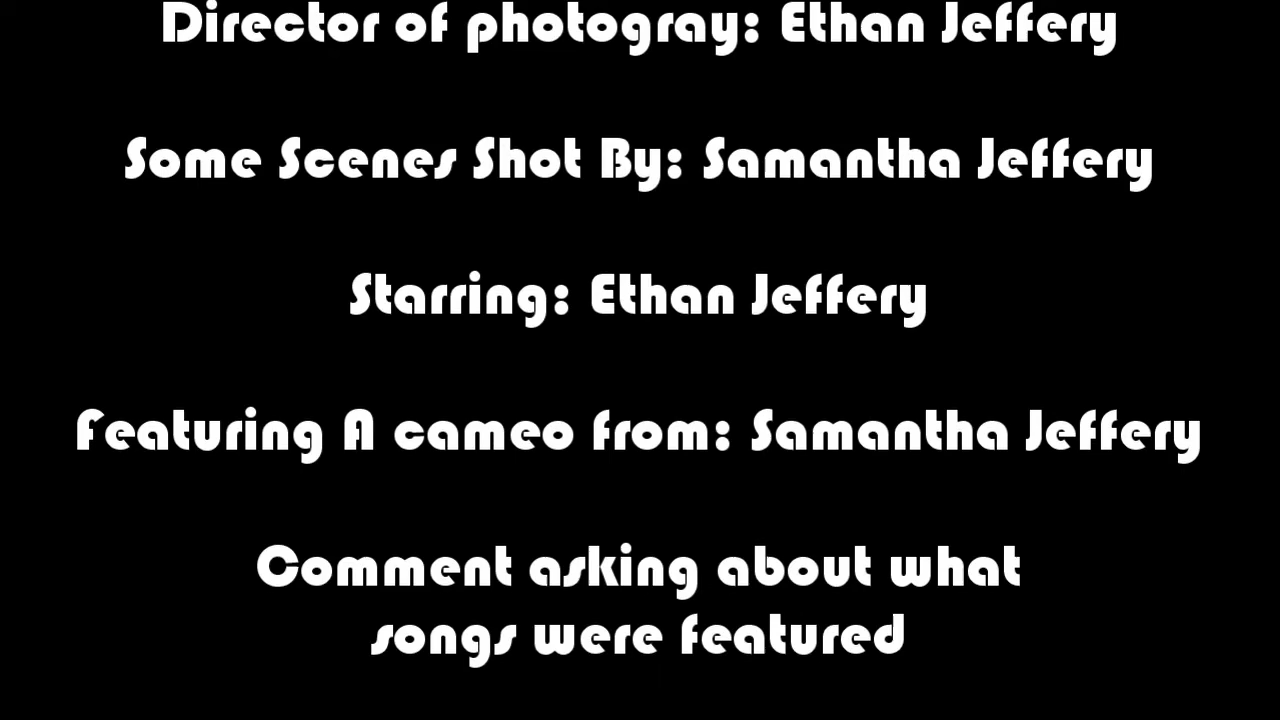 Director of photogray: Ethan Jeffery
Some Scenes Shot By: Samantha Jeffery
Starring: Ethan Jeffery
Featuring A cameo from: Samantha Jeffery
Comment asking about what
songs were featured